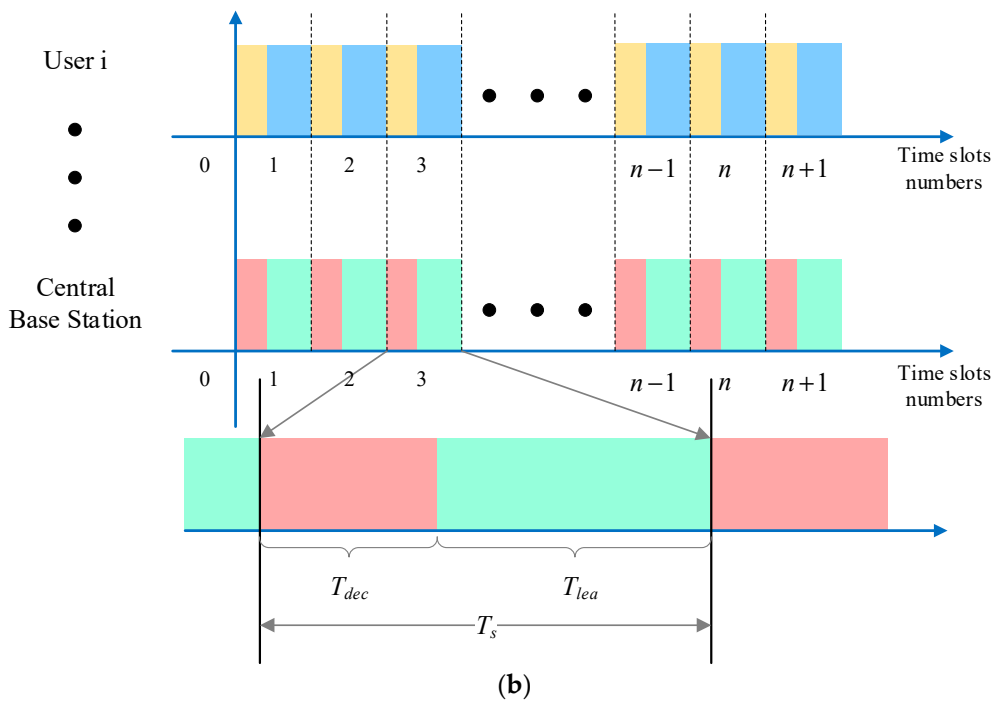 User i
0
1
2
3
n−1
n
n+1
Time slots
numbers
Central
Base Station
0
1
2
3
n−1
n
n+1
Time slots
numbers
T_dec
T_lea
T_s
(b)